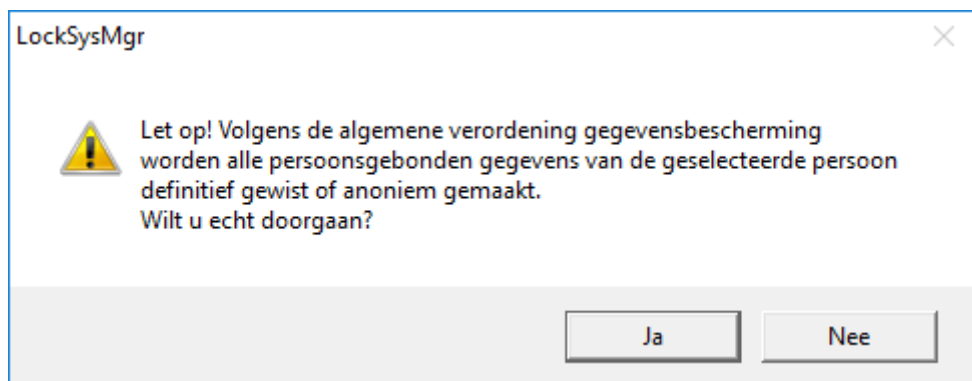 LockSysMgr
Let op! Volgens de algemene verordening gegevensbescherming
worden alle persoonsgebonden gegevens van de geselecteerde persoon
definitief gewist of anoniem gemaakt.
Wilt u echt doorgaan?
Ja
Nee